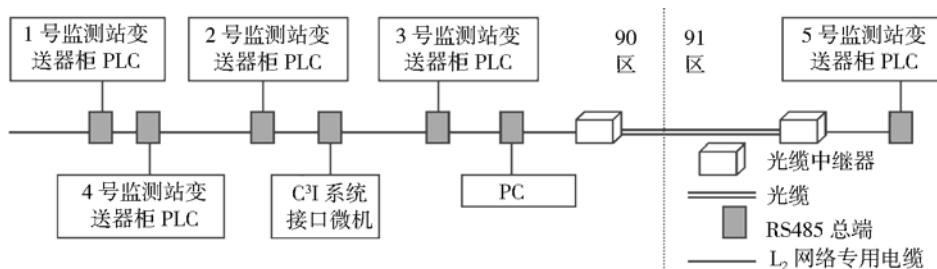 1 号监测站变
送器柜 PLC
2 号监测站变
送器柜 PLC
3 号监测站变
送器柜 PLC
90
区
91
区
5 号监测站变
送器柜 PLC
4 号监测站变
送器柜 PLC
C³I 系统
接口微机
PC
光缆中继器
光缆
RS485 总端
L₂ 网络专用电缆